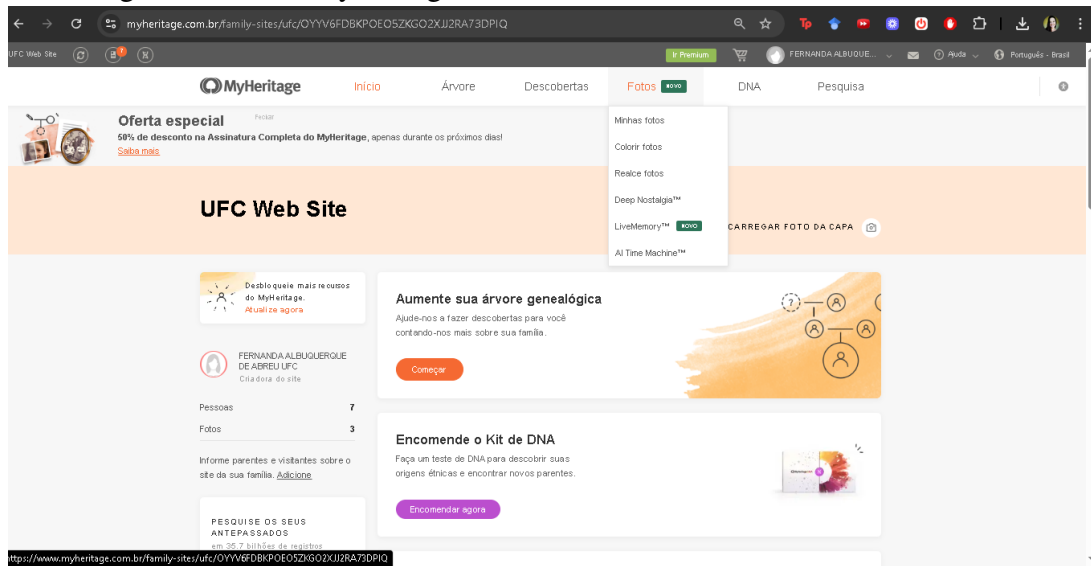 myheritage.com.br/family-sites/ufc/OYYV6FDBKPOEO5ZKGO2XJJ2RA73DPIQ
UFC Web Site
Ir Premium
FERNANDA ALBUQUE...
Ajuda
Português - Brasil
MyHeritage
Início
Árvore
Descobertas
Fotos NOVO
DNA
Pesquisa
Oferta especial
Fechar
50% de desconto na Assinatura Completa do MyHeritage, apenas durante os próximos dias!
Saiba mais
Minhas fotos
Colorir fotos
Realce fotos
Deep Nostalgia™
LiveMemory™ NOVO
AI Time Machine™
UFC Web Site
CARREGAR FOTO DA CAPA
Desbloqueie mais recursos
do MyHeritage.
Atualize agora
FERNANDA ALBUQUERQUE
DE ABREU UFC
Criadora do site
Pessoas 7
Fotos 3
Informe parentes e visitantes sobre o
site da sua família. Adicione
PESQUISE OS SEUS
ANTEPASSADOS
em 35.7 bilhões de registros
Aumente sua árvore genealógica
Ajude-nos a fazer descobertas para você
contando-nos mais sobre sua família.
Começar
Encomende o Kit de DNA
Faça um teste de DNA para descobrir suas
origens étnicas e encontrar novos parentes.
Encomendar agora
https://www.myheritage.com.br/family-sites/ufc/OYYV6FDBKPOEO5ZKGO2XJJ2RA73DPIQ